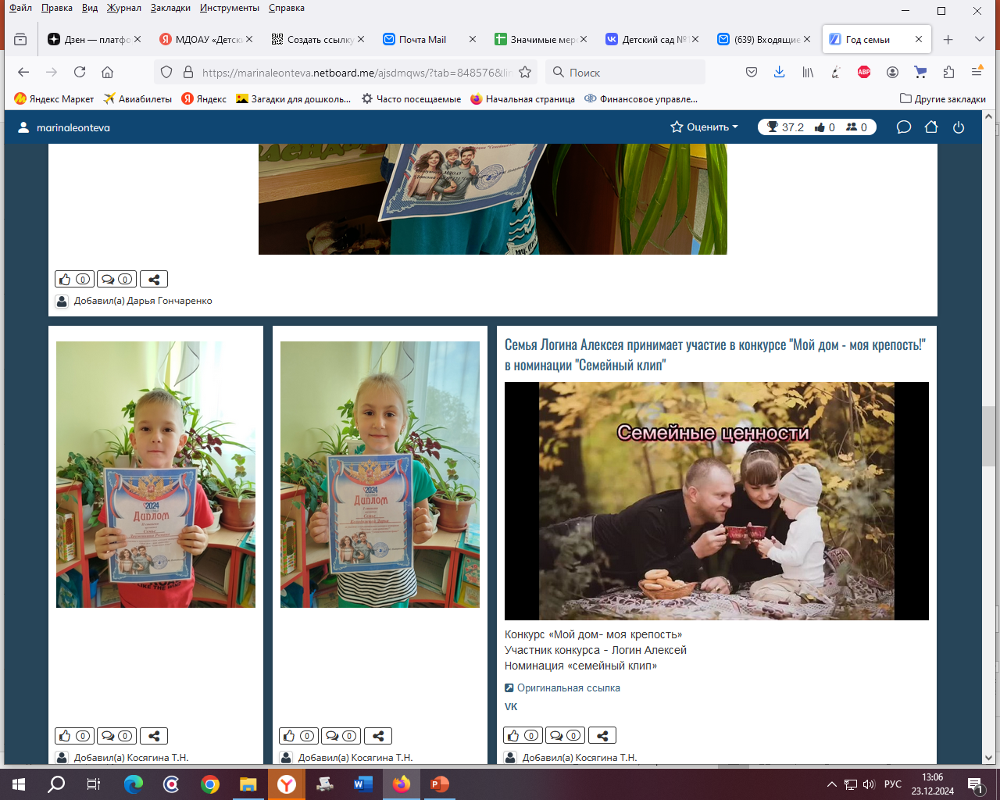 Файл Правка Вид Журнал Закладки Инструменты Справка
Дзен — платфо
МДОАУ «Детски
Создать ссылку
Почта Mail
Значимые мер
Детский сад №
(639) Входящие
Год семьи
https://marinaleonteva.netboard.me/ajsdmqws/?tab=848576&lin
Поиск
ABP
Яндекс Маркет
Авиабилеты
Яндекс
Загадки для дошколь...
Часто посещаемые
Начальная страница
Финансовое управле...
Другие закладки
marinaleonteva
Оценить
37.2 0 0
0 0
Добавил(а) Дарья Гончаренко
2024
Диплом
2024
Диплом
Семья Логина Алексея принимает участие в конкурсе "Мой дом - моя крепость!"
в номинации "Семейный клип"
Семейные ценности
Конкурс «Мой дом- моя крепость»
Участник конкурса - Логин Алексей
Номинация «семейный клип»
Оригинальная ссылка
VK
0 0
0 0
0 0
Добавил(а) Косягина Т.Н.
Добавил(а) Косягина Т.Н.
Добавил(а) Косягина Т.Н.
РУС
13:06
23.12.2024
1